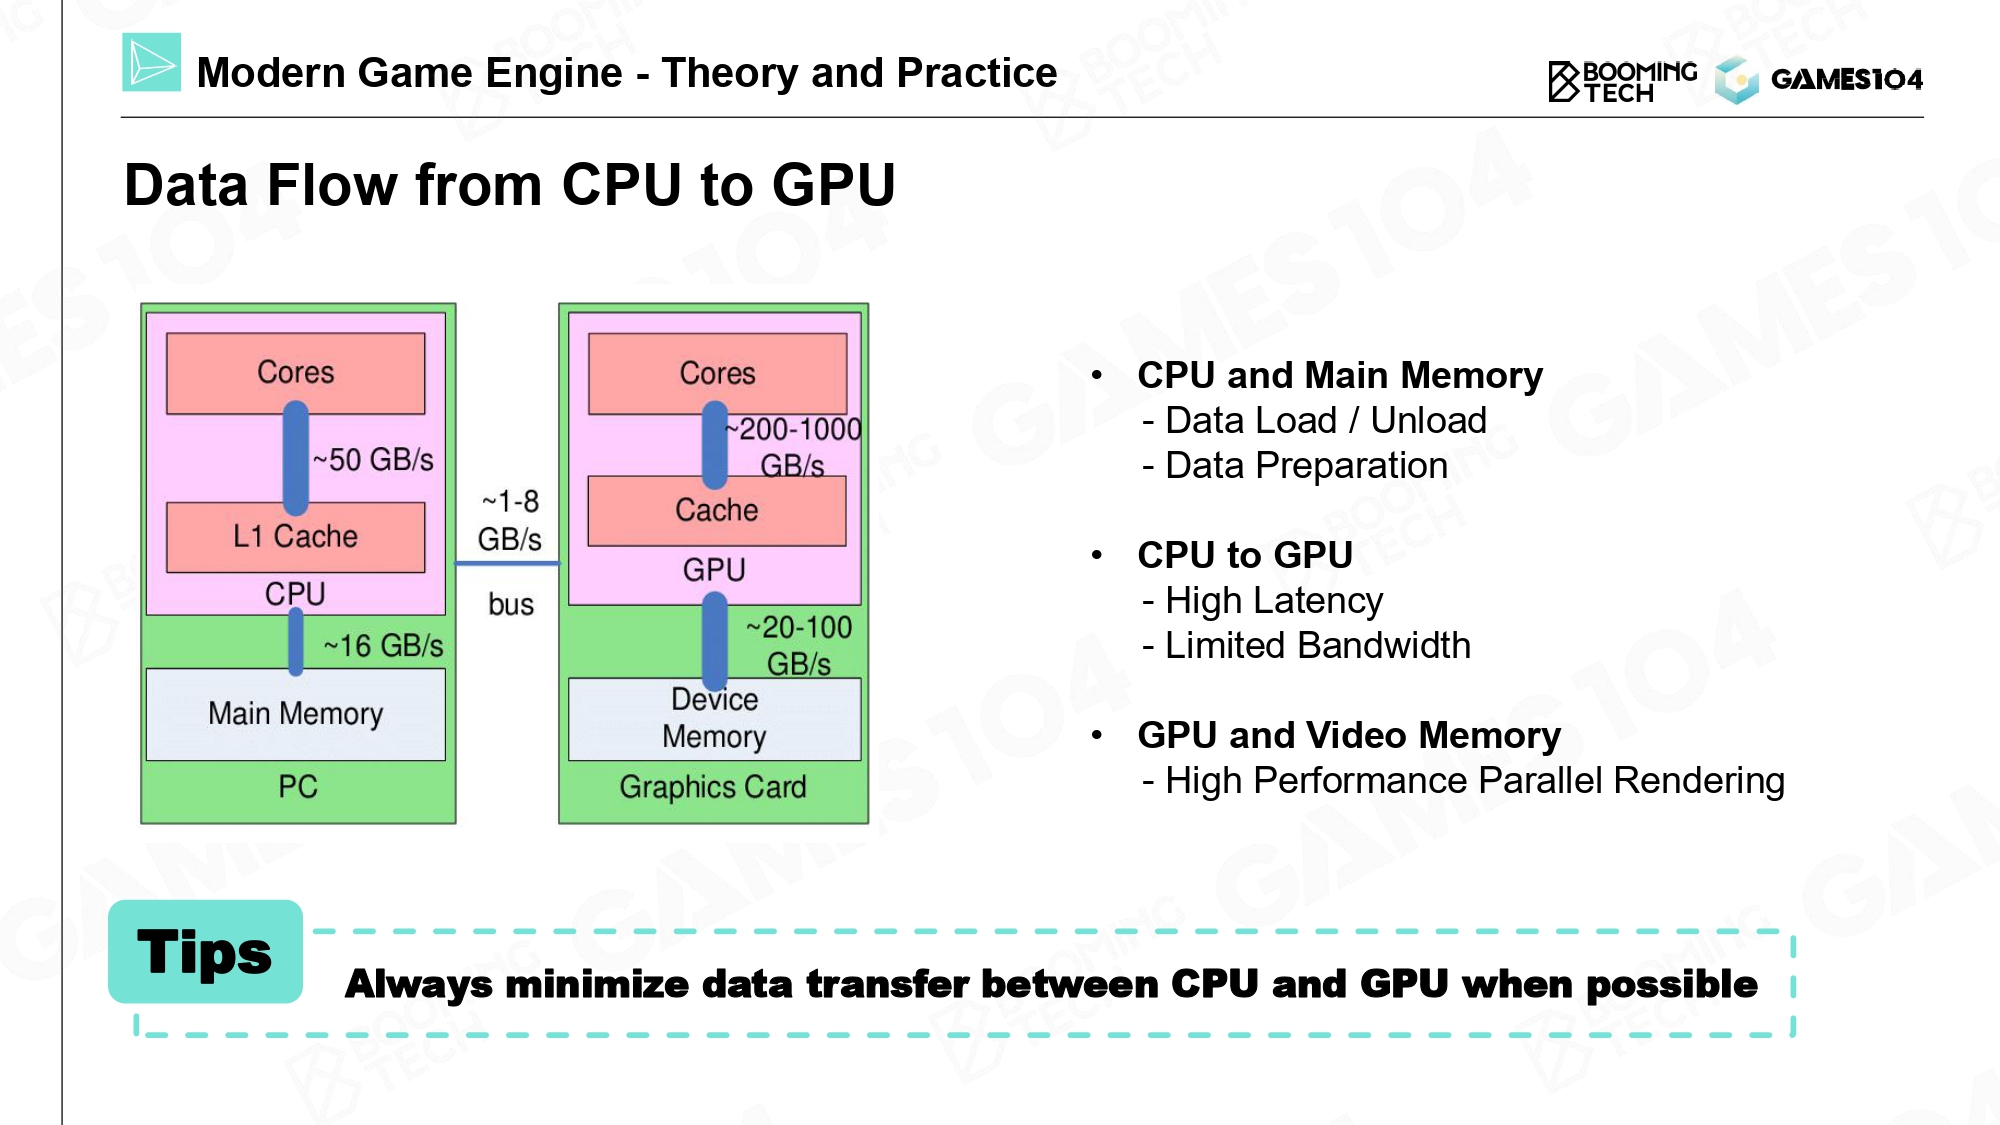 Modern Game Engine - Theory and Practice
BOOMING
TECH
GAMES104
Data Flow from CPU to GPU
Cores
~50 GB/s
L1 Cache
CPU
~16 GB/s
Main Memory
PC
~1-8
GB/s
bus
Cores
~200-1000
GB/s
Cache
GPU
~20-100
GB/s
Device
Memory
Graphics Card
• CPU and Main Memory
- Data Load / Unload
- Data Preparation
• CPU to GPU
- High Latency
- Limited Bandwidth
• GPU and Video Memory
- High Performance Parallel Rendering
Tips
Always minimize data transfer between CPU and GPU when possible